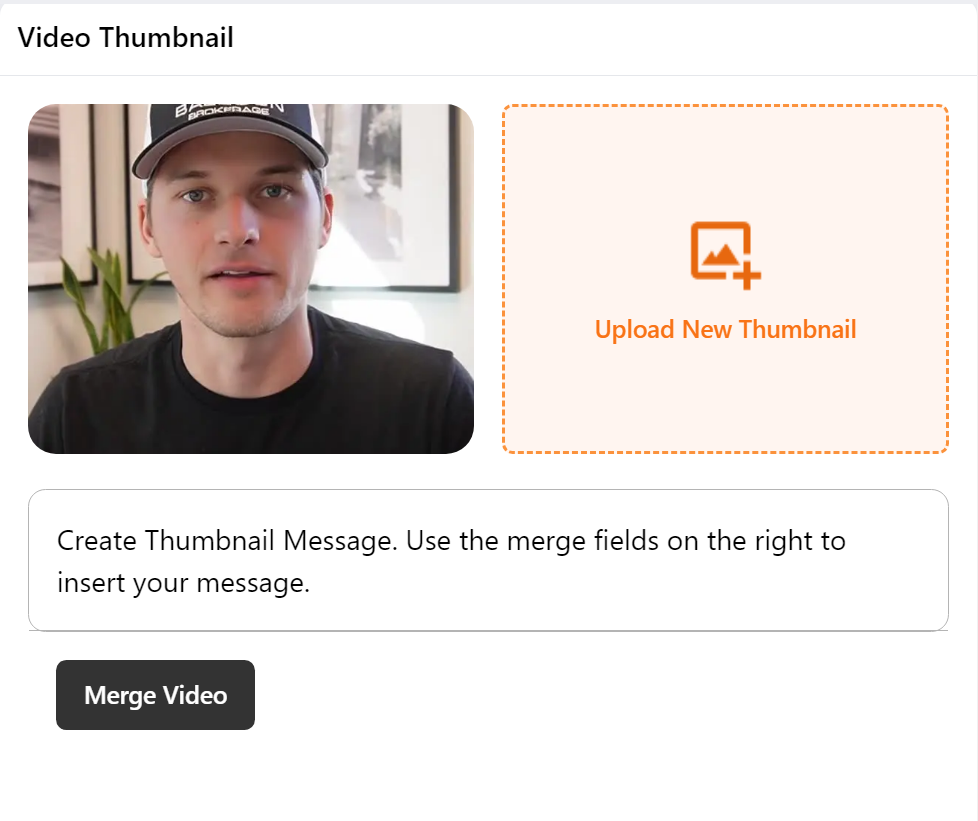 Video Thumbnail
BROKERAGE
Upload New Thumbnail
Create Thumbnail Message. Use the merge fields on the right to
insert your message.
Merge Video